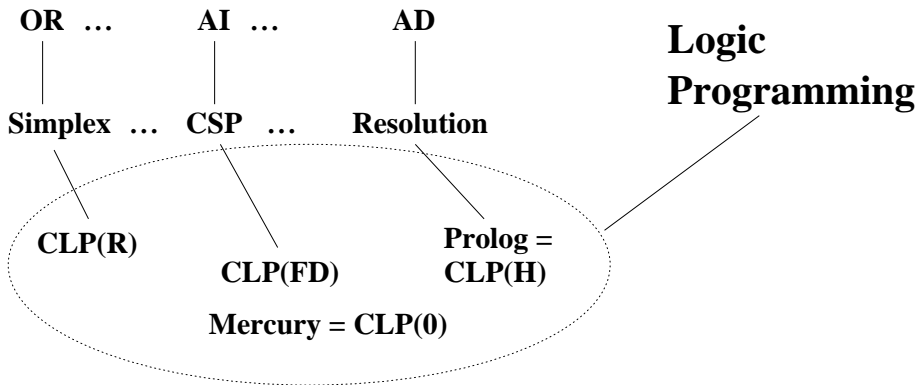 OR … AI … AD
Logic
Programming
Simplex … CSP … Resolution
CLP(R)
CLP(FD)
Prolog =
CLP(H)
Mercury = CLP(0)